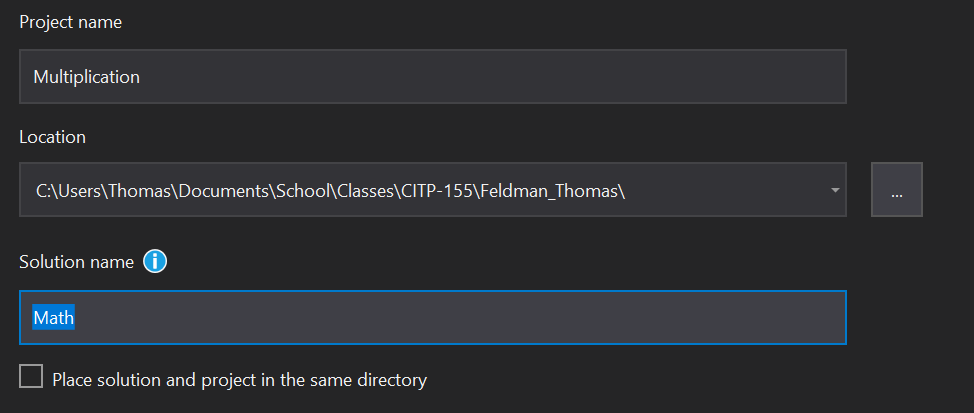 Project name
Multiplication
Location
C:\Users\Thomas\Documents\School\Classes\CITP-155\Feldman_Thomas\
...
Solution name
Math
Place solution and project in the same directory